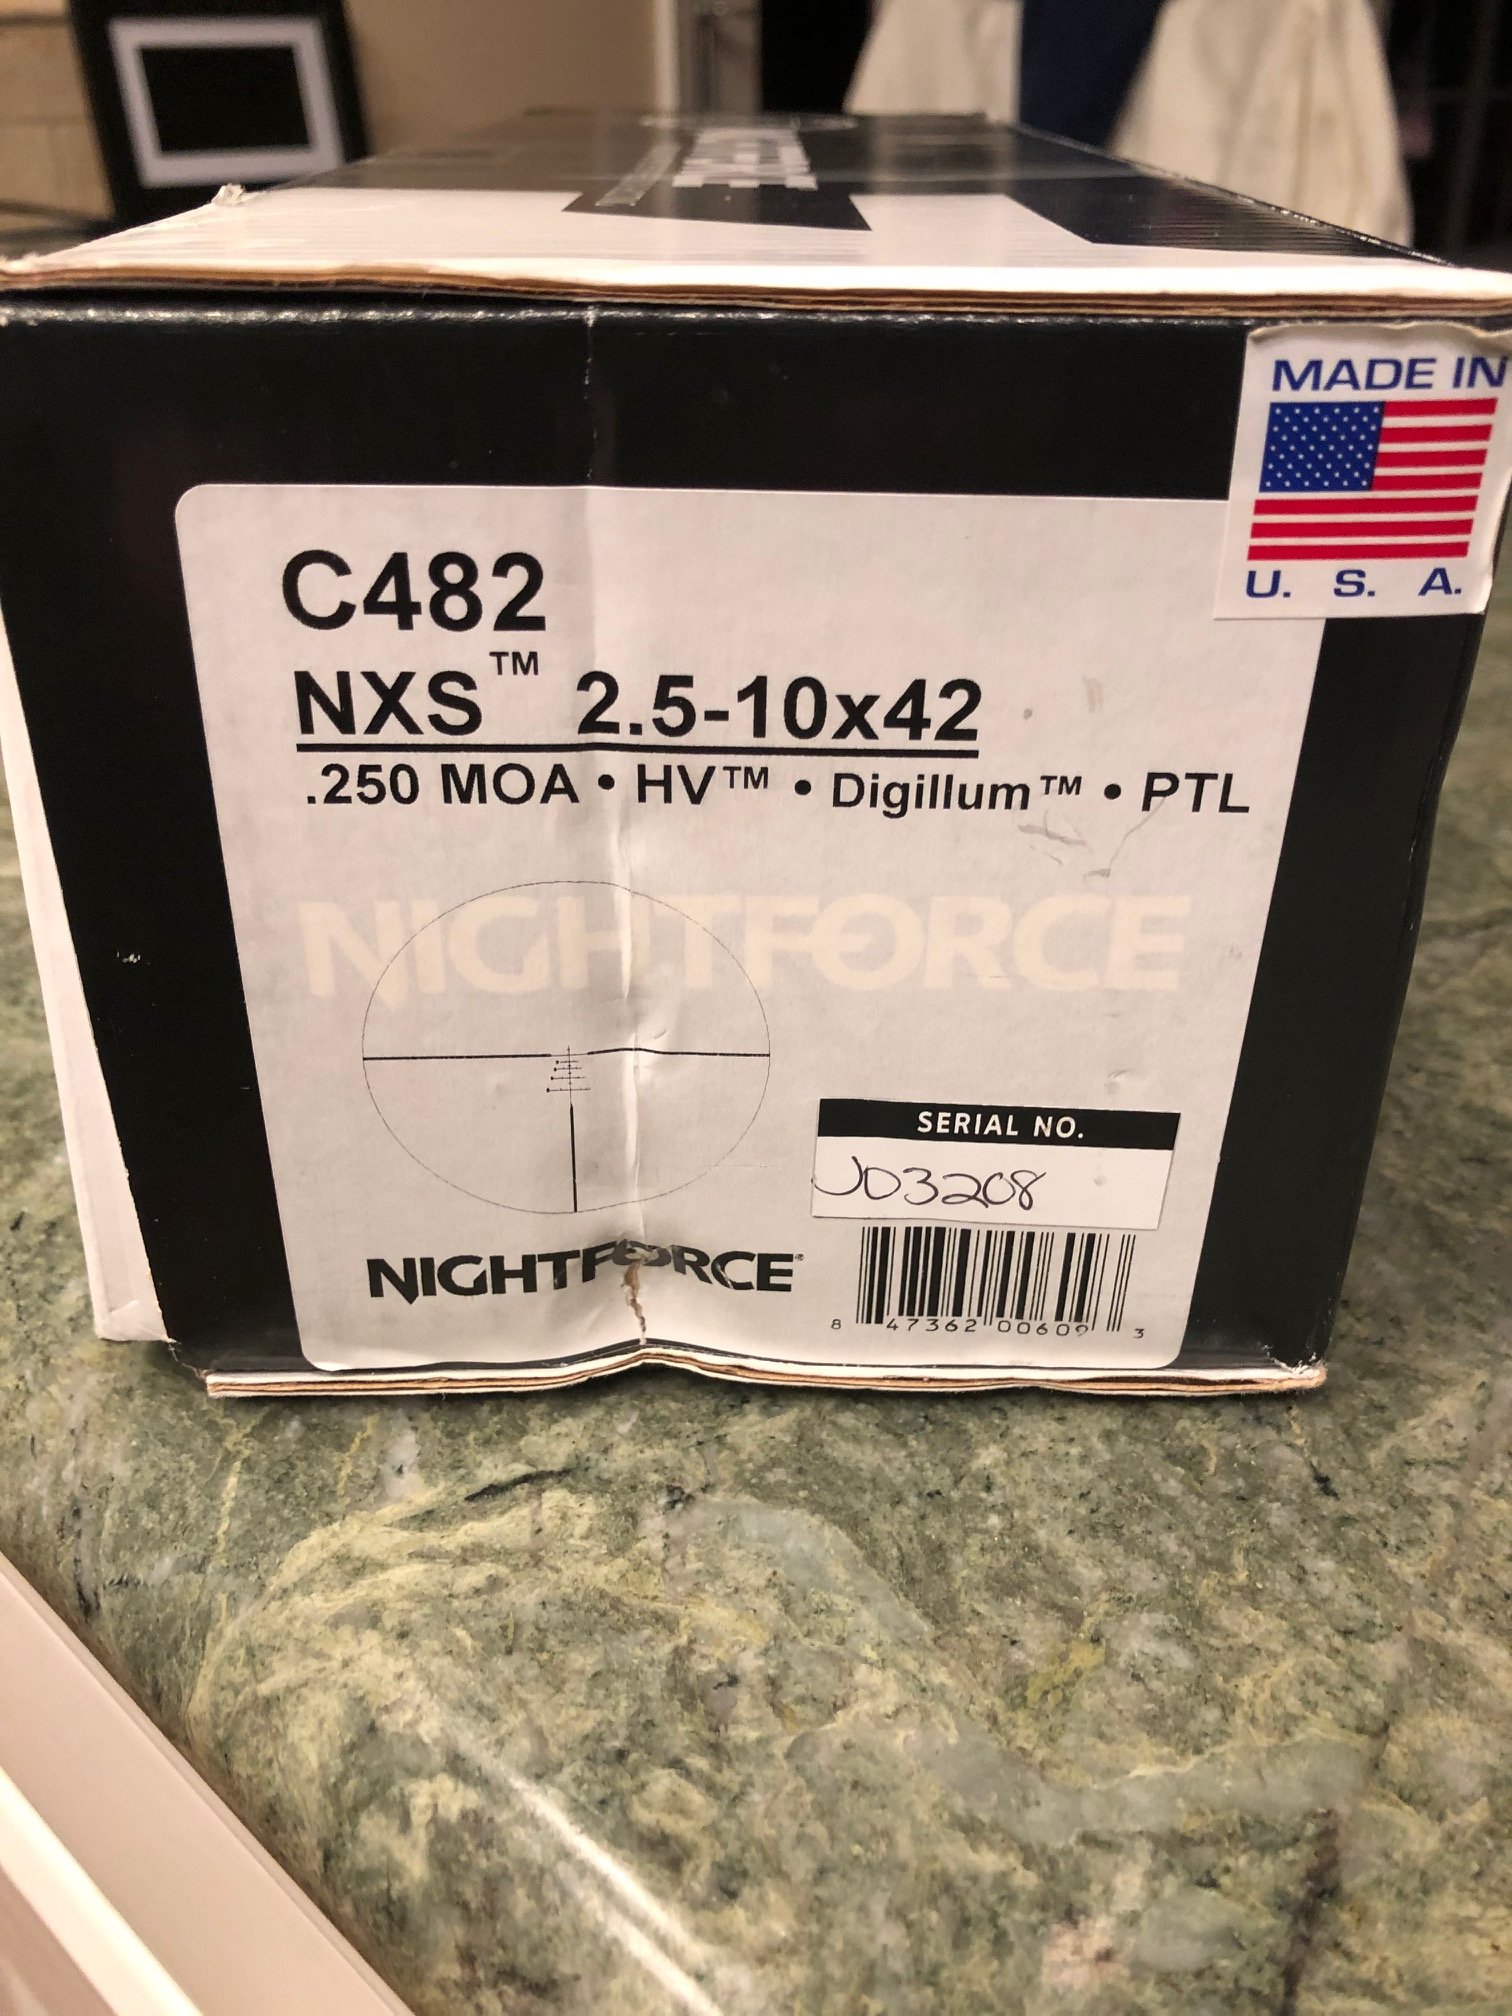 MADE IN
U. S. A.
C482
NXS™ 2.5-10x42
.250 MOA • HV™ • Digillum™ • PTL
NIGHTFORCE
SERIAL NO.
J03208
NIGHTFORCE®
8 47362 00609 3